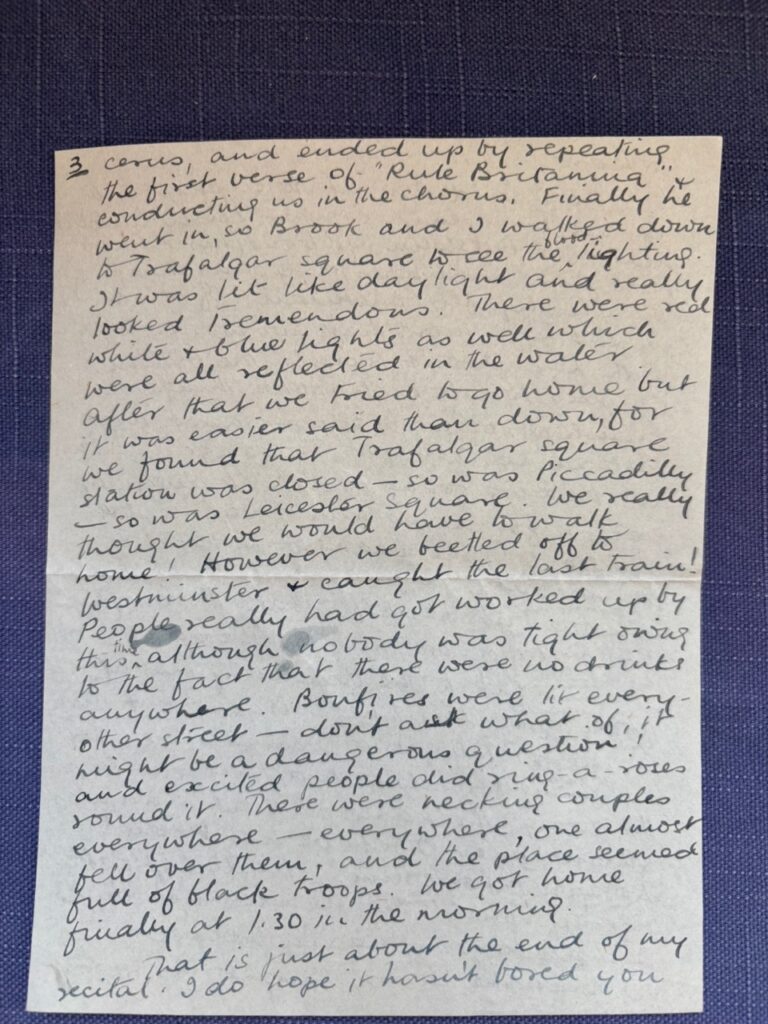 3 cerus, and ended up by repeating
the first verse of "Rule Britannia" &
conducting us in the chorus. Finally he
went in, so Brook and I walked down
to Trafalgar square to see the flood lighting.
It was lit like daylight and really
looked tremendous. There were red
white & blue lights as well which
were all reflected in the water
After that we tried to go home but
it was easier said than down, for
we found that Trafalgar square
station was closed – so was Piccadilly
– so was Leicester Square. We really
thought we would have to walk
home! However we beetled off to
Westminster & caught the last train!
People really had got worked up by
this time, although nobody was tight owing
to the fact that there were no drinks
anywhere. Bonfires were lit every-
other street – don't ask what of, it
might be a dangerous question!
and excited people did ring-a-roses
round it. There were necking couples
everywhere – everywhere, one almost
fell over them, and the place seemed
full of black troops. We got home
finally at 1.30 in the morning.
That is just about the end of my
recital. I do hope it hasn't bored you